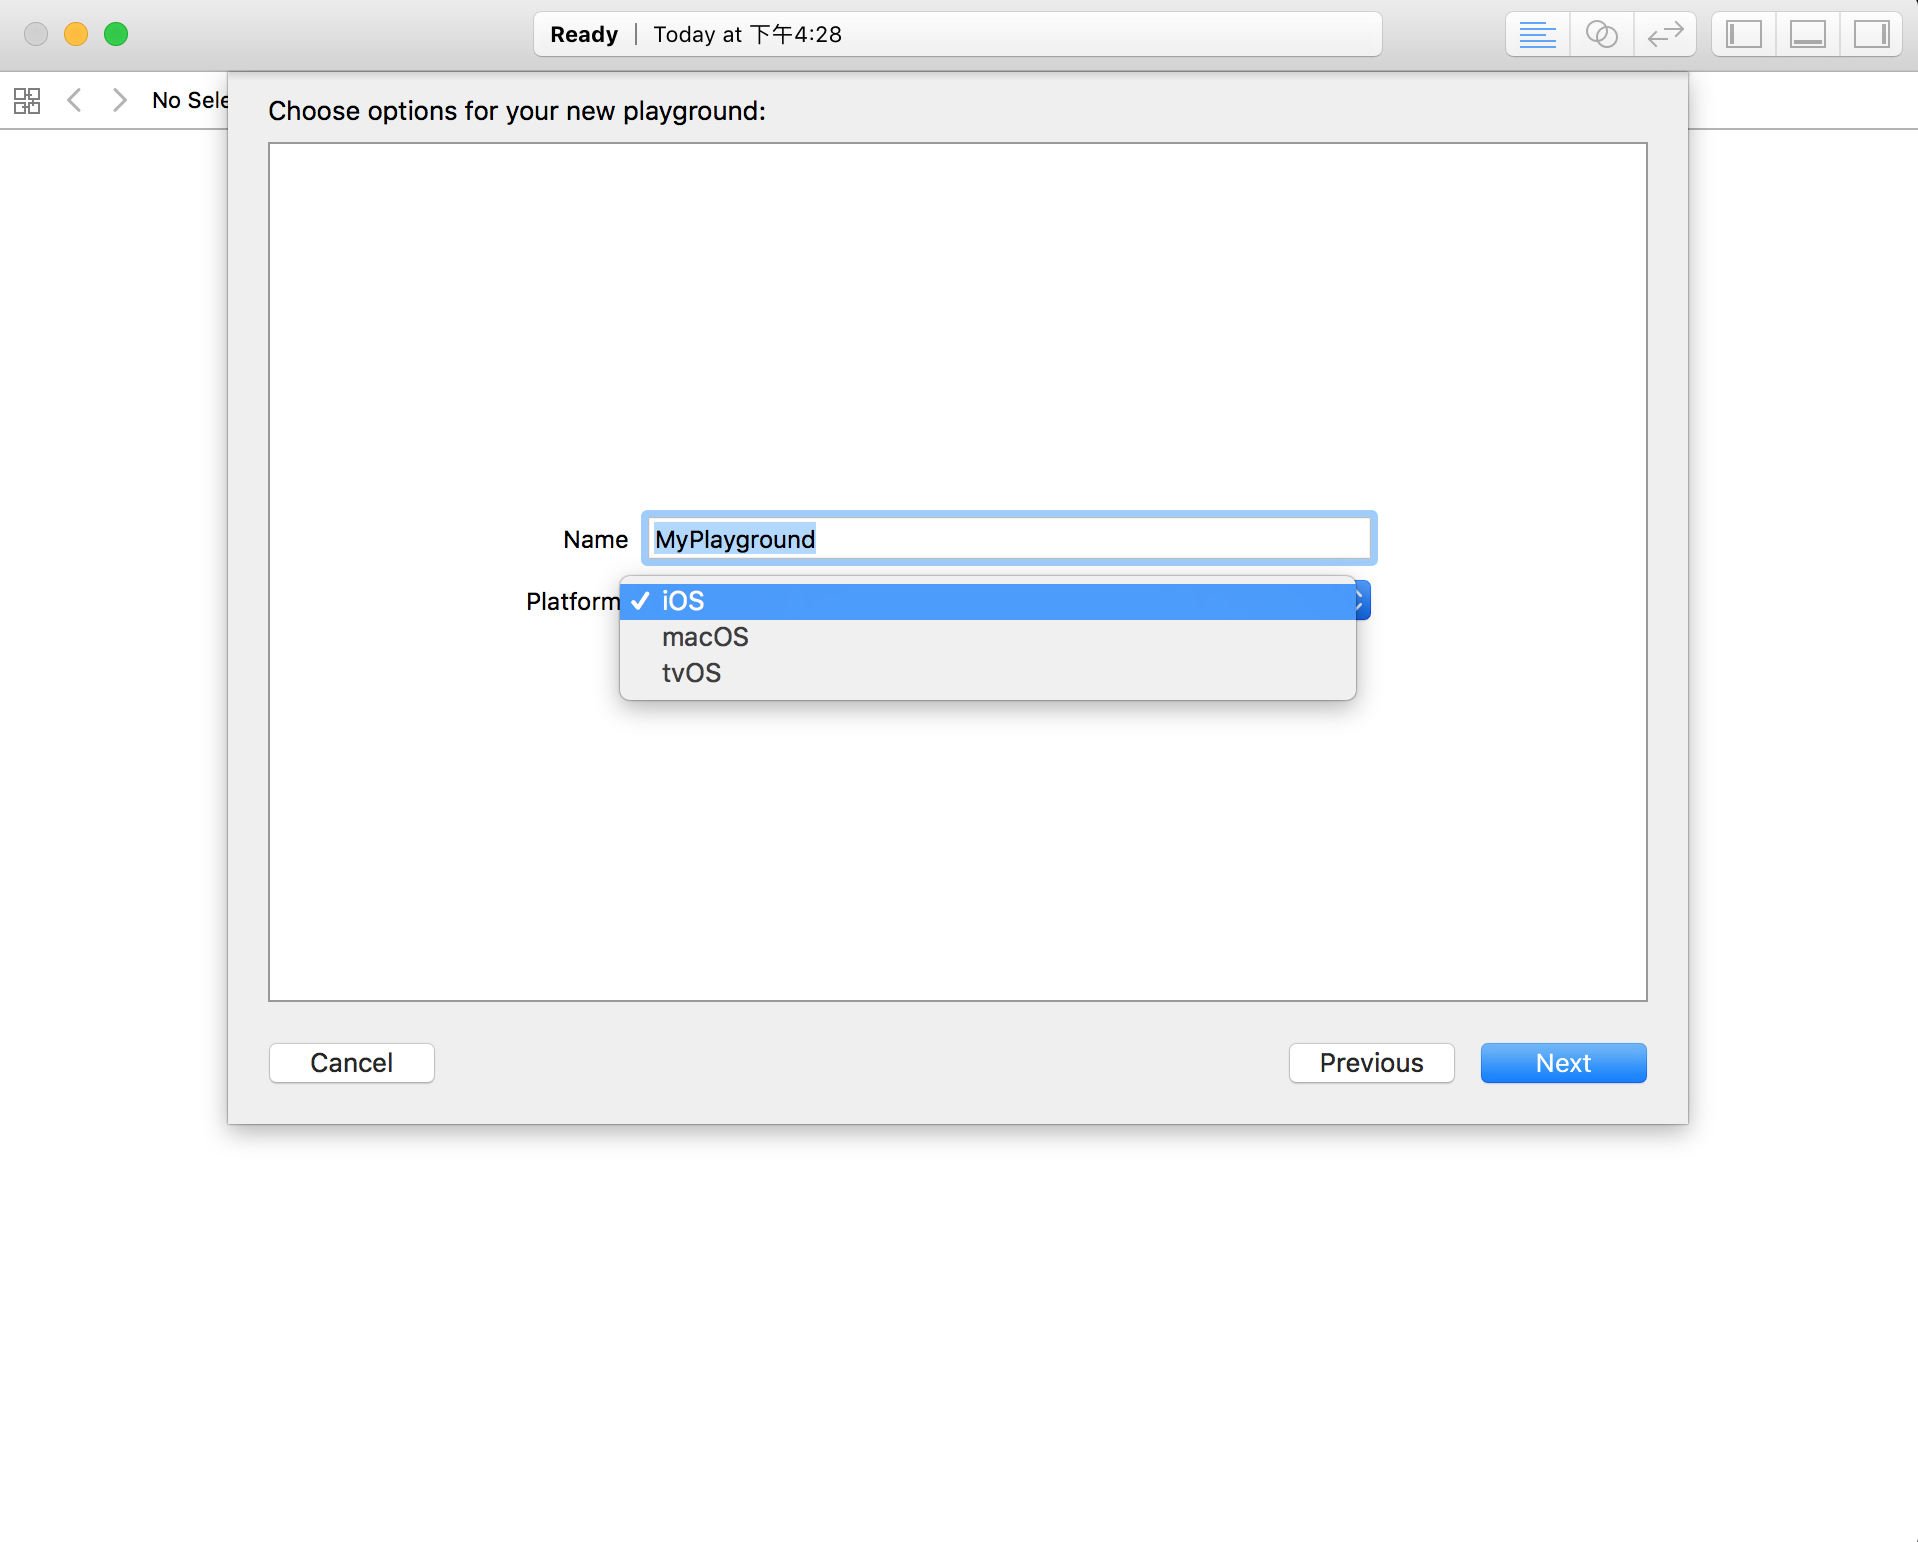 Ready | Today at 下午4:28
No Sele
Choose options for your new playground:
Name MyPlayground
Platform ✓ iOS
macOS
tvOS
Cancel Previous Next